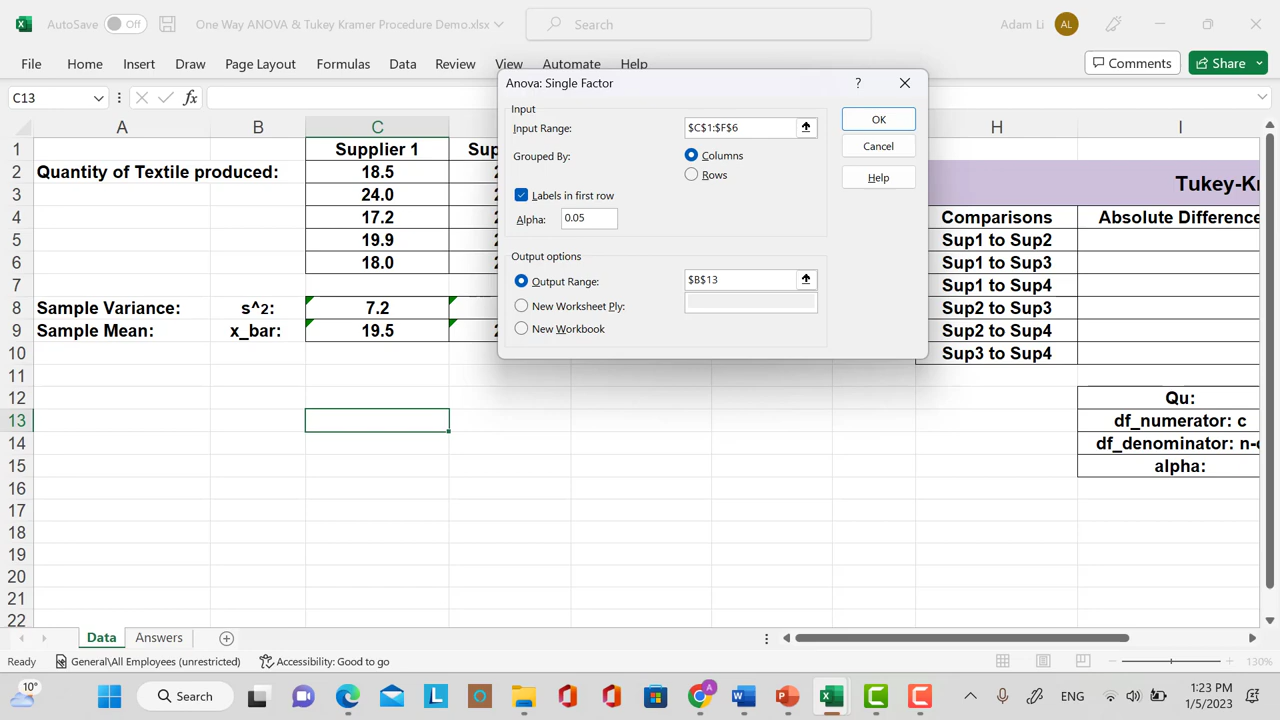 AutoSave Off One Way ANOVA & Tukey Kramer Procedure Demo.xlsx Search Adam Li AL
File Home Insert Draw Page Layout Formulas Data Review View Automate Help Comments Share
C13 fx
Anova: Single Factor ?
Input
Input Range: $C$1:$F$6
Grouped By: Columns
Rows
Labels in first row
Alpha: 0.05
Output options
Output Range: $B$13
New Worksheet Ply:
New Workbook
OK
Cancel
Help
A B C H I
1 Supplier 1
2 Quantity of Textile produced: 18.5
3 24.0
4 17.2
5 19.9
6 18.0
7
8 Sample Variance: s^2: 7.2
9 Sample Mean: x_bar: 19.5
10
11
12
13
14
15
16
17
18
19
20
21
22
Comparisons Absolute Difference
Sup1 to Sup2
Sup1 to Sup3
Sup1 to Sup4
Sup2 to Sup3
Sup2 to Sup4
Sup3 to Sup4
Qu:
df_numerator: c
df_denominator:
alpha:
Data Answers
Ready General\All Employees (unrestricted) Accessibility: Good to go 130%
10° Search L A W P ENG 1:23 PM
1/5/2023